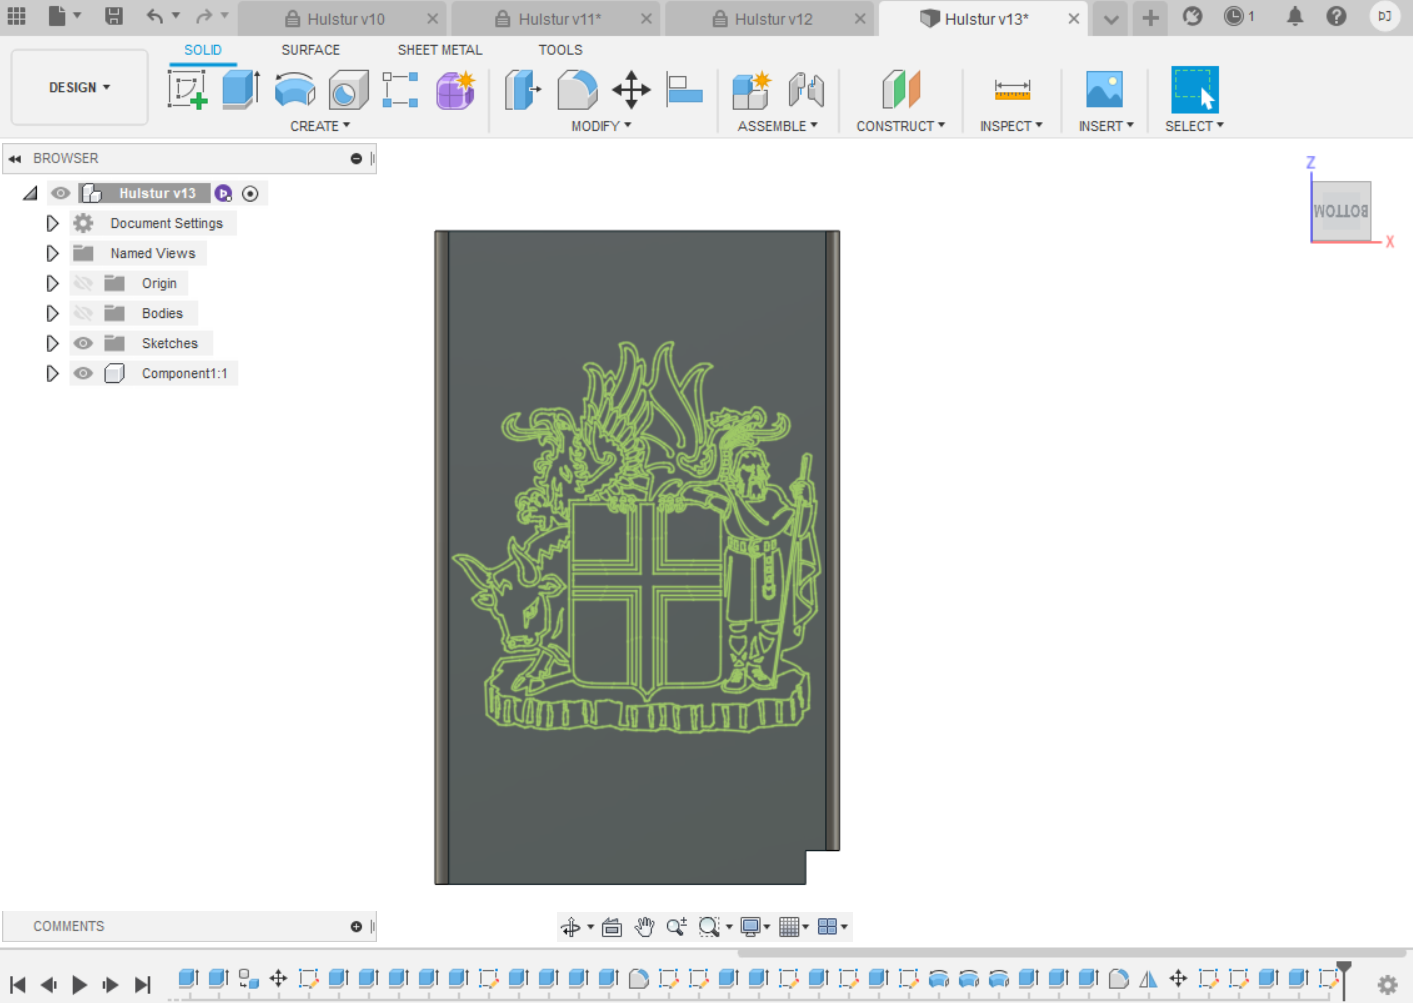 Hulstur v10
Hulstur v11*
Hulstur v12
Hulstur v13*
1
DJ
DESIGN
SOLID
SURFACE
SHEET METAL
TOOLS
CREATE
MODIFY
ASSEMBLE
CONSTRUCT
INSPECT
INSERT
SELECT
BROWSER
Hulstur v13
Document Settings
Named Views
Origin
Bodies
Sketches
Component1:1
Z
BOTTOM
X
COMMENTS